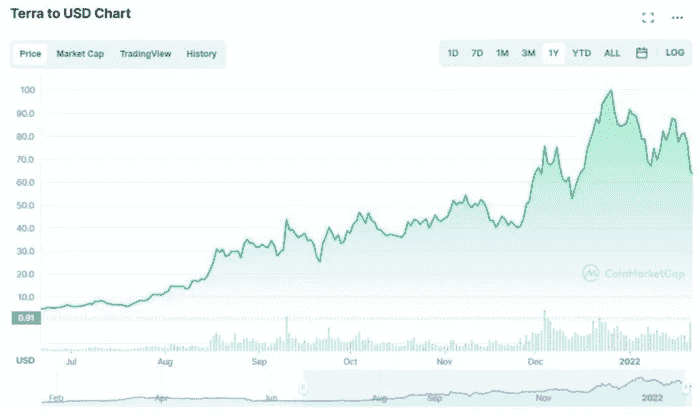 Terra to USD Chart
Price Market Cap TradingView History
1D 7D 1M 3M 1Y YTD ALL LOG
100
90.0
80.0
70.0
60.0
50.0
40.0
30.0
20.0
10.0
0.91
CoinMarketCap
USD Jul Aug Sep Oct Nov Dec 2022
Feb Apr Jun Aug Sep Nov 2022